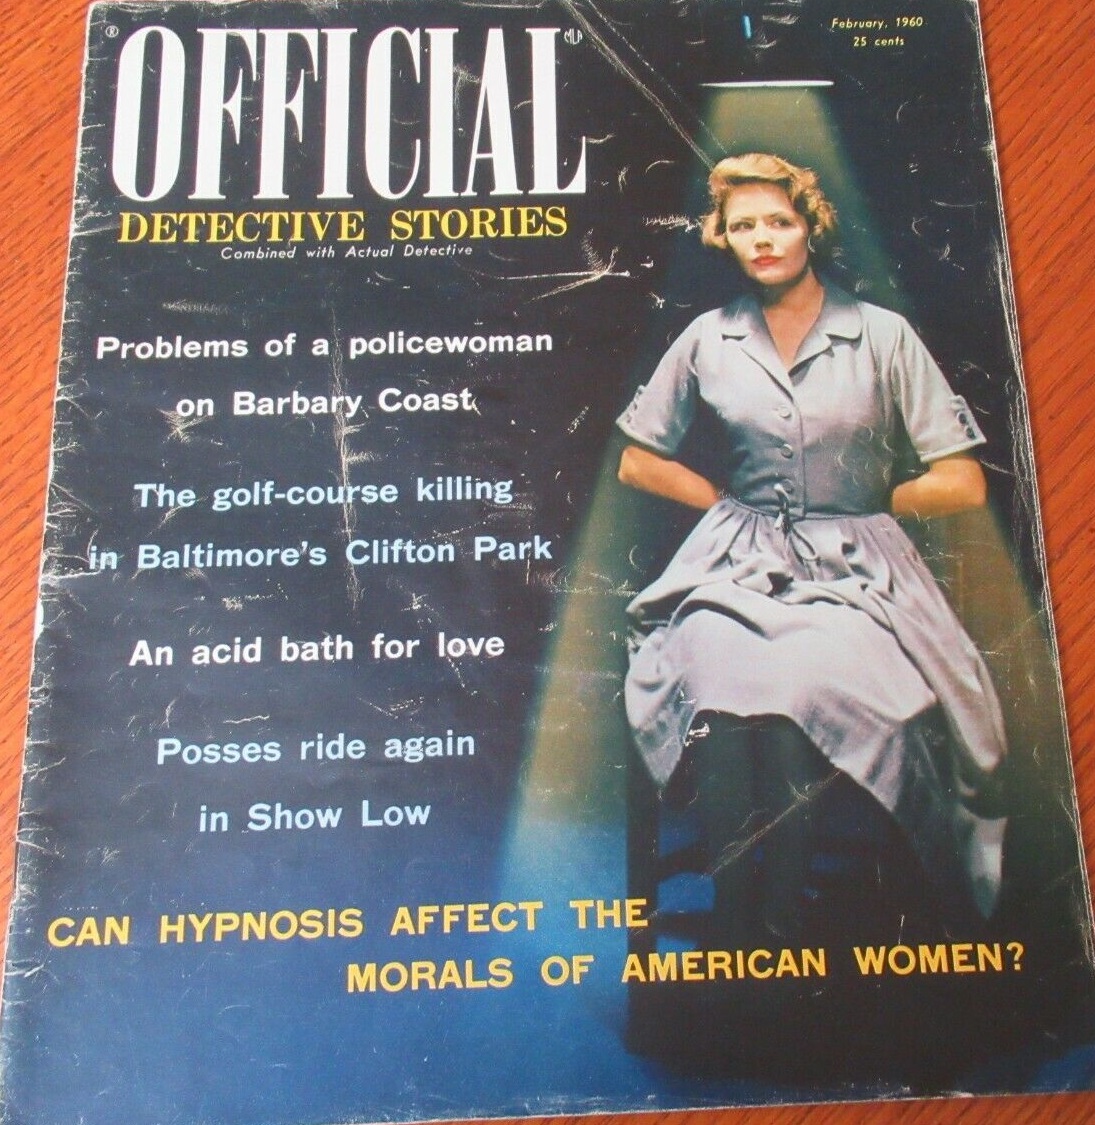 ®
OFFICIAL
MLA
February, 1960
25 cents
DETECTIVE STORIES
Combined with Actual Detective
Problems of a policewoman
on Barbary Coast
The golf-course killing
in Baltimore's Clifton Park
An acid bath for love
Posses ride again
in Show Low
CAN HYPNOSIS AFFECT THE
MORALS OF AMERICAN WOMEN?